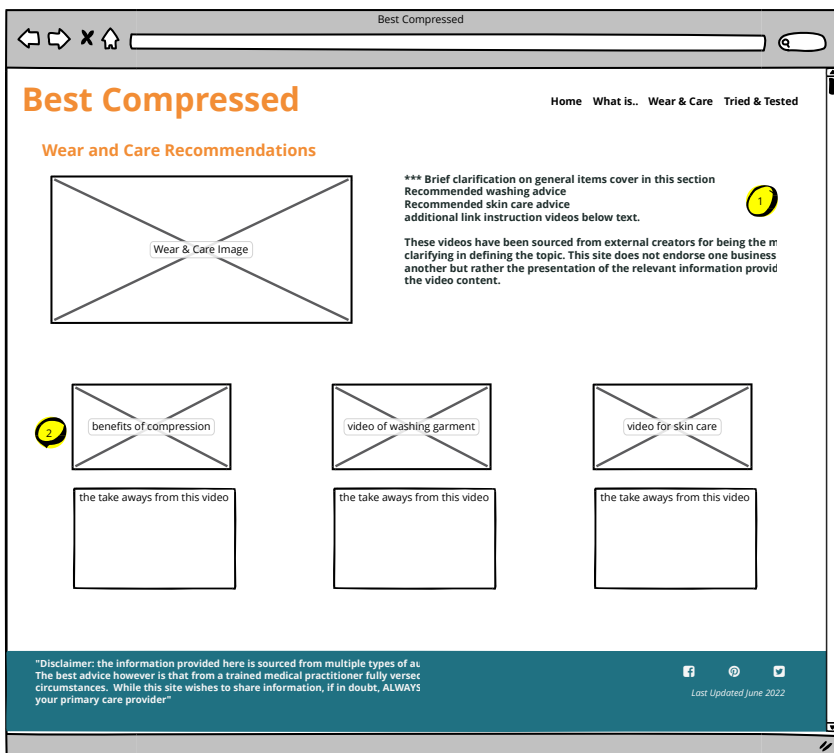 Best Compressed
Best Compressed
Home What is.. Wear & Care Tried & Tested
Wear and Care Recommendations
Wear & Care Image
*** Brief clarification on general items cover in this section
Recommended washing advice
Recommended skin care advice
additional link instruction videos below text.
1
These videos have been sourced from external creators for being the m
clarifying in defining the topic. This site does not endorse one business
another but rather the presentation of the relevant information provid
the video content.
2
benefits of compression
video of washing garment
video for skin care
the take aways from this video
the take aways from this video
the take aways from this video
"Disclaimer: the information provided here is sourced from multiple types of au
The best advice however is that from a trained medical practitioner fully versed
circumstances. While this site wishes to share information, if in doubt, ALWAYS
your primary care provider"
Last Updated June 2022